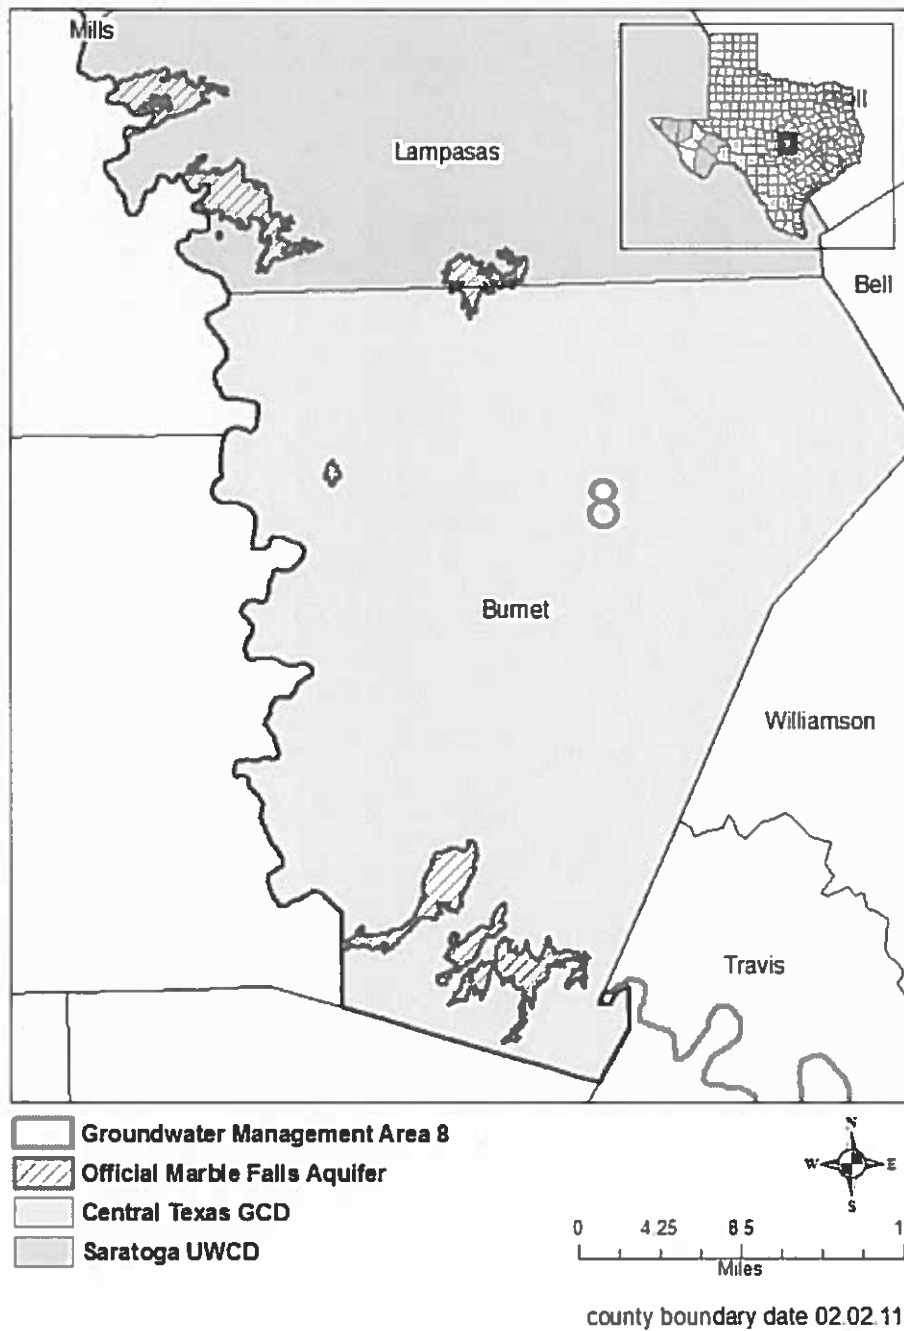 Mills
Lampasas
Bell
8
Burnet
Williamson
Travis
Groundwater Management Area 8
Official Marble Falls Aquifer
Central Texas GCD
Saratoga UWCD
N
W E
S
0 4.25 8.5 1
Miles
county boundary date 02.02.11